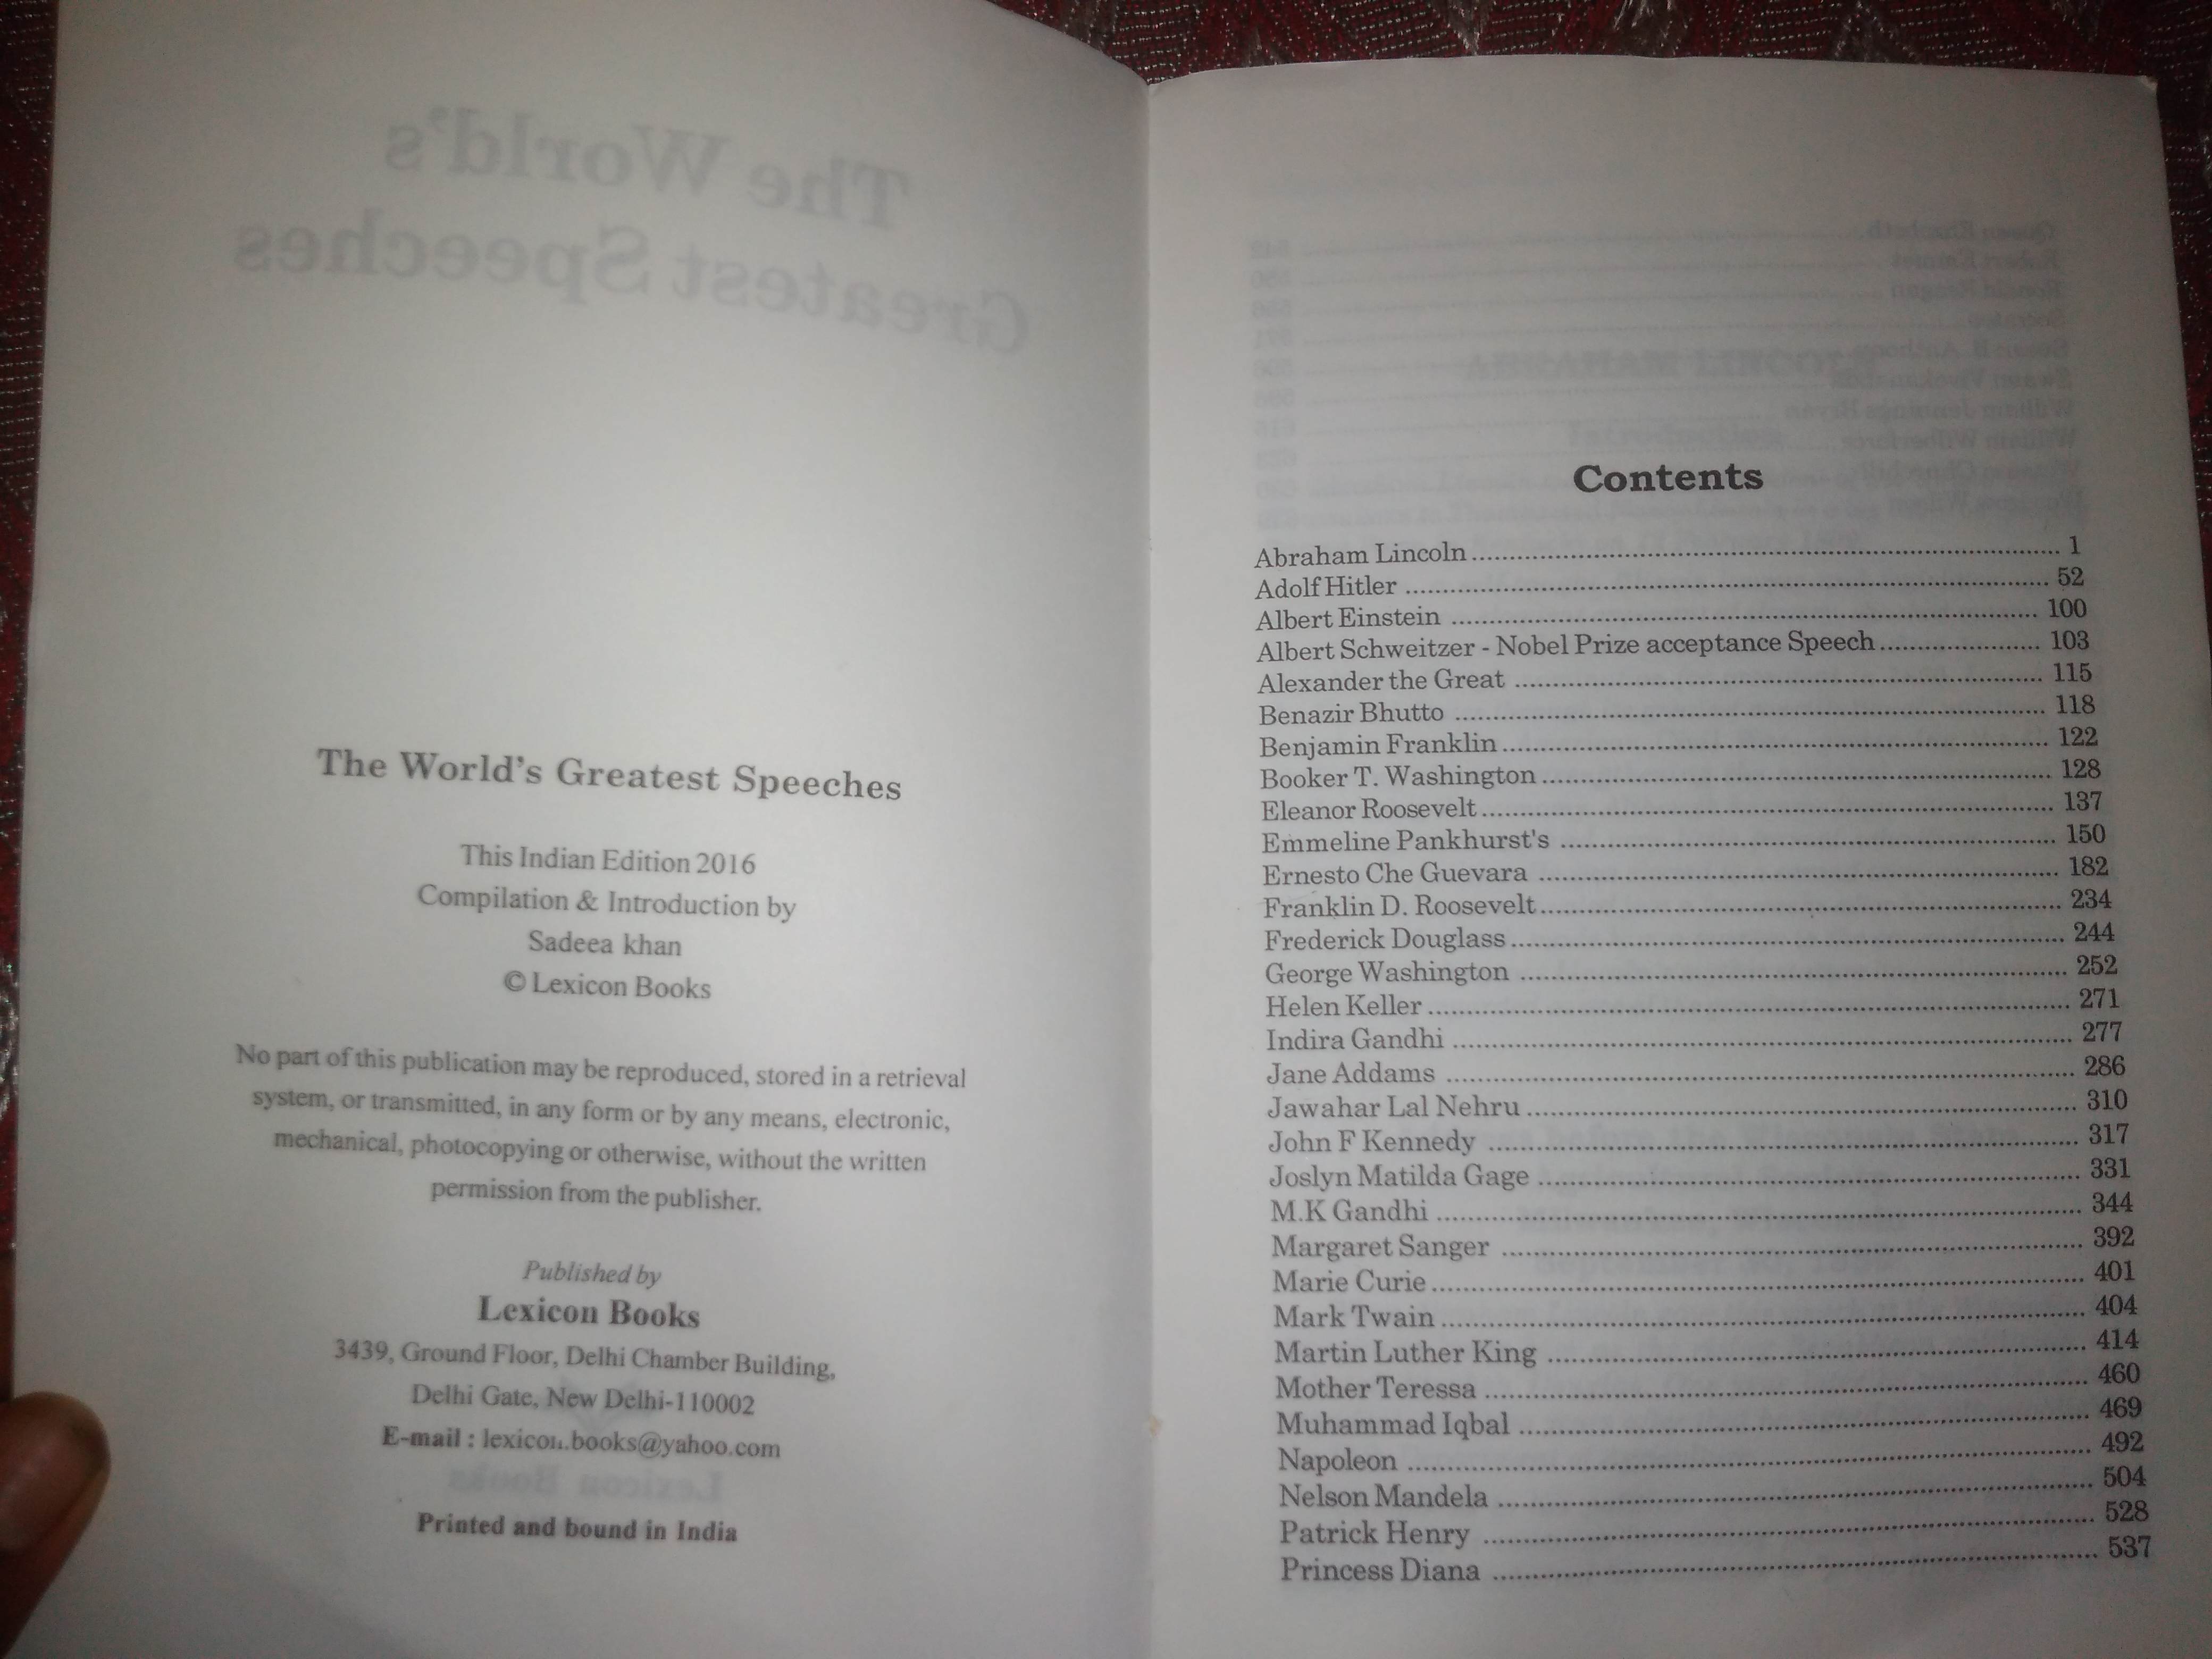 The World's
Greatest Speeches
The World's Greatest Speeches
This Indian Edition 2016
Compilation & Introduction by
Sadeea khan
© Lexicon Books
No part of this publication may be reproduced, stored in a retrieval
system, or transmitted, in any form or by any means, electronic,
mechanical, photocopying or otherwise, without the written
permission from the publisher.
Published by
Lexicon Books
3439, Ground Floor, Delhi Chamber Building,
Delhi Gate, New Delhi-110002
E-mail : lexicon.books@yahoo.com
Lexicon Books
Printed and bound in India
Contents
Abraham Lincoln 1
Adolf Hitler 52
Albert Einstein 100
Albert Schweitzer - Nobel Prize acceptance Speech 103
Alexander the Great 115
Benazir Bhutto 118
Benjamin Franklin 122
Booker T. Washington 128
Eleanor Roosevelt 137
Emmeline Pankhurst's 150
Ernesto Che Guevara 182
Franklin D. Roosevelt 234
Frederick Douglass 244
George Washington 252
Helen Keller 271
Indira Gandhi 277
Jane Addams 286
Jawahar Lal Nehru 310
John F Kennedy 317
Joslyn Matilda Gage 331
M.K Gandhi 344
Margaret Sanger 392
Marie Curie 401
Mark Twain 404
Martin Luther King 414
Mother Teressa 460
Muhammad Iqbal 469
Napoleon 492
Nelson Mandela 504
Patrick Henry 528
Princess Diana 537